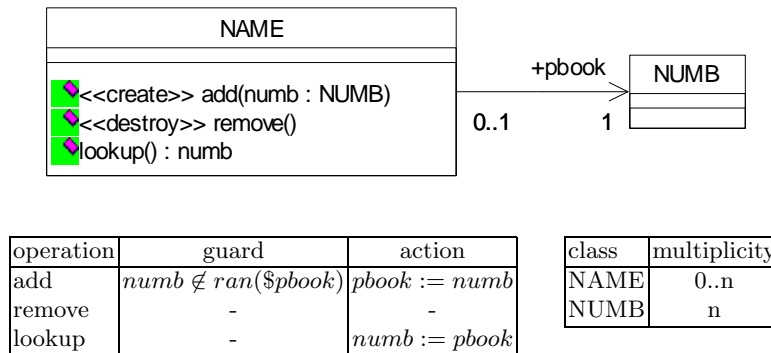 NAME
<<create>> add(numb : NUMB)
<<destroy>> remove()
lookup() : numb
+pbook
0..1
1
NUMB
operation guard action
add numb ∉ ran($pbook) pbook := numb
remove - -
lookup - numb := pbook
class multiplicity
NAME 0..n
NUMB n